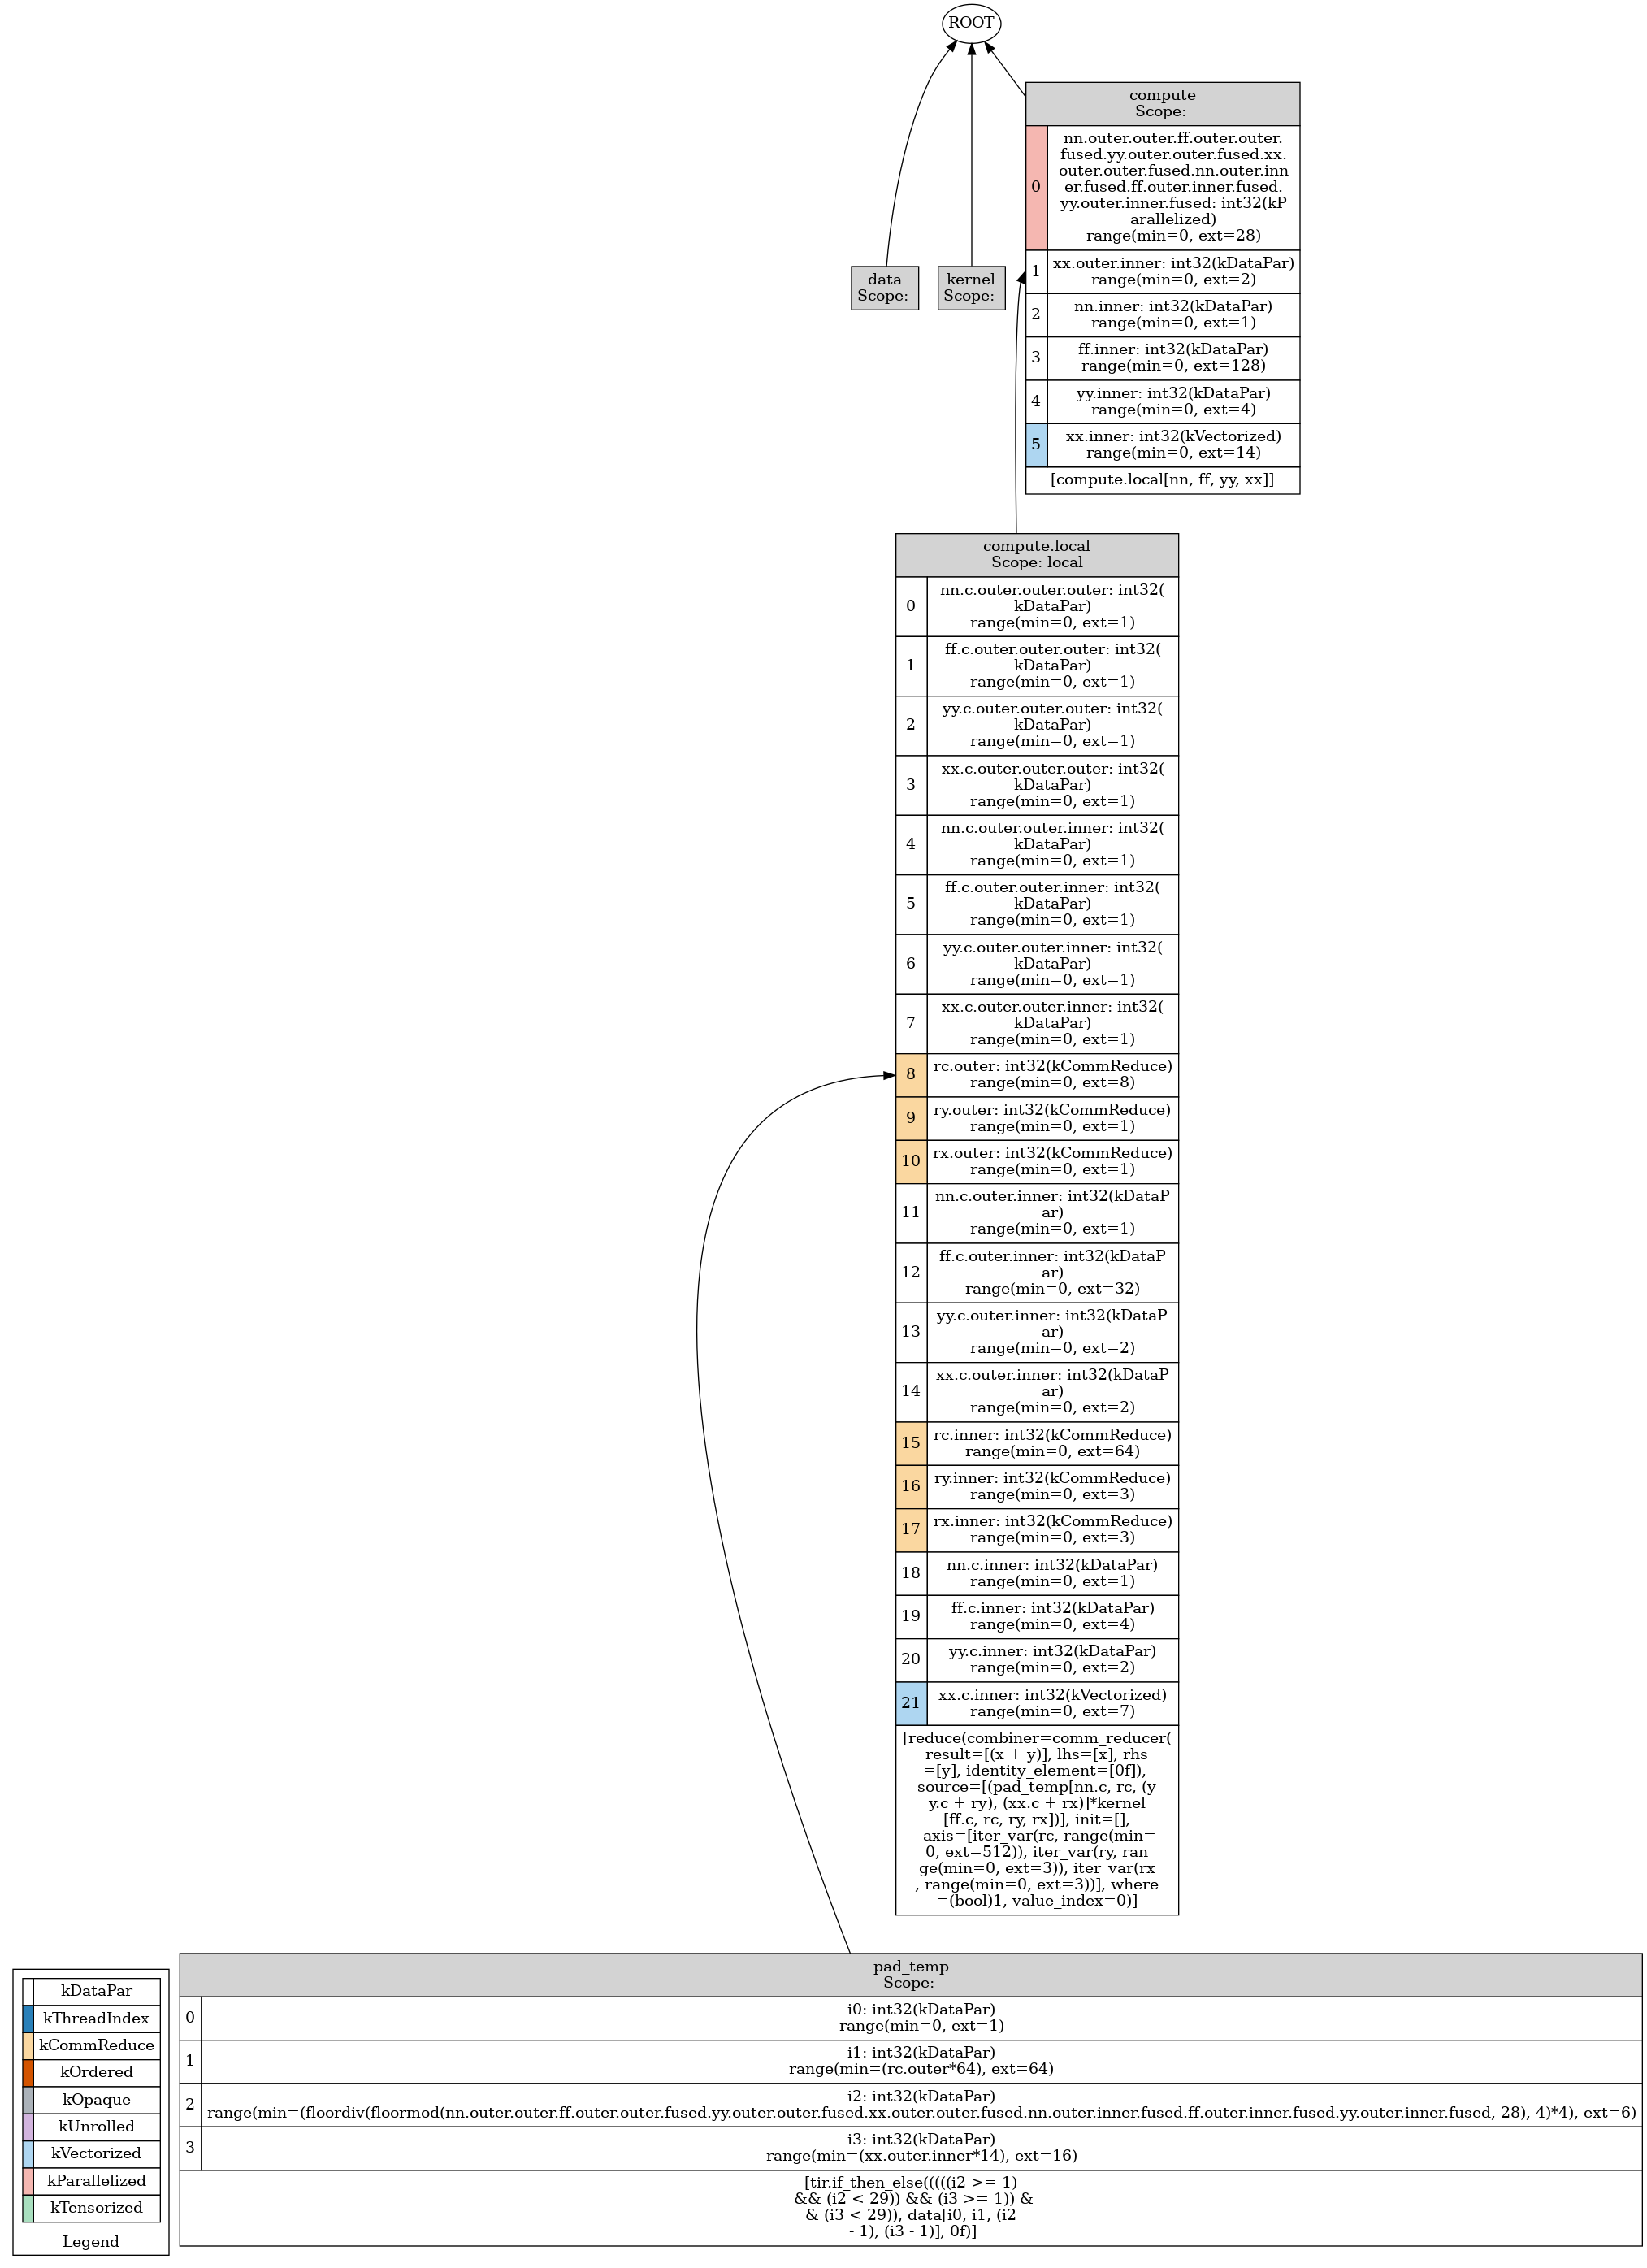 ROOT
compute
Scope:
0
nn.outer.outer.ff.outer.outer.
fused.yy.outer.outer.fused.xx.
outer.outer.fused.nn.outer.inn
er.fused.ff.outer.inner.fused.
yy.outer.inner.fused: int32(kP
arallelized)
range(min=0, ext=28)
1
xx.outer.inner: int32(kDataPar)
range(min=0, ext=2)
2
nn.inner: int32(kDataPar)
range(min=0, ext=1)
3
ff.inner: int32(kDataPar)
range(min=0, ext=128)
4
yy.inner: int32(kDataPar)
range(min=0, ext=4)
5
xx.inner: int32(kVectorized)
range(min=0, ext=14)
[compute.local[nn, ff, yy, xx]]
data
Scope:
kernel
Scope:
compute.local
Scope: local
0
nn.c.outer.outer.outer: int32(
kDataPar)
range(min=0, ext=1)
1
ff.c.outer.outer.outer: int32(
kDataPar)
range(min=0, ext=1)
2
yy.c.outer.outer.outer: int32(
kDataPar)
range(min=0, ext=1)
3
xx.c.outer.outer.outer: int32(
kDataPar)
range(min=0, ext=1)
4
nn.c.outer.outer.inner: int32(
kDataPar)
range(min=0, ext=1)
5
ff.c.outer.outer.inner: int32(
kDataPar)
range(min=0, ext=1)
6
yy.c.outer.outer.inner: int32(
kDataPar)
range(min=0, ext=1)
7
xx.c.outer.outer.inner: int32(
kDataPar)
range(min=0, ext=1)
8
rc.outer: int32(kCommReduce)
range(min=0, ext=8)
9
ry.outer: int32(kCommReduce)
range(min=0, ext=1)
10
rx.outer: int32(kCommReduce)
range(min=0, ext=1)
11
nn.c.outer.inner: int32(kDataP
ar)
range(min=0, ext=1)
12
ff.c.outer.inner: int32(kDataP
ar)
range(min=0, ext=32)
13
yy.c.outer.inner: int32(kDataP
ar)
range(min=0, ext=2)
14
xx.c.outer.inner: int32(kDataP
ar)
range(min=0, ext=2)
15
rc.inner: int32(kCommReduce)
range(min=0, ext=64)
16
ry.inner: int32(kCommReduce)
range(min=0, ext=3)
17
rx.inner: int32(kCommReduce)
range(min=0, ext=3)
18
nn.c.inner: int32(kDataPar)
range(min=0, ext=1)
19
ff.c.inner: int32(kDataPar)
range(min=0, ext=4)
20
yy.c.inner: int32(kDataPar)
range(min=0, ext=2)
21
xx.c.inner: int32(kVectorized)
range(min=0, ext=7)
[reduce(combiner=comm_reducer(
result=[(x + y)], lhs=[x], rhs
=[y], identity_element=[0f]),
source=[(pad_temp[nn.c, rc, (y
y.c + ry), (xx.c + rx)]*kernel
[ff.c, rc, ry, rx])], init=[],
axis=[iter_var(rc, range(min=
0, ext=512)), iter_var(ry, ran
ge(min=0, ext=3)), iter_var(rx
, range(min=0, ext=3))], where
=(bool)1, value_index=0)]
pad_temp
Scope:
0
i0: int32(kDataPar)
range(min=0, ext=1)
1
i1: int32(kDataPar)
range(min=(rc.outer*64), ext=64)
2
i2: int32(kDataPar)
range(min=(floordiv(floormod(nn.outer.outer.ff.outer.outer.fused.yy.outer.outer.fused.xx.outer.outer.fused.nn.outer.inner.fused.ff.outer.inner.fused.yy.outer.inner.fused, 28), 4)*4), ext=6)
3
i3: int32(kDataPar)
range(min=(xx.outer.inner*14), ext=16)
[tir.if_then_else(((((i2 >= 1)
&& (i2 < 29)) && (i3 >= 1)) &
& (i3 < 29)), data[i0, i1, (i2
- 1), (i3 - 1)], 0f)]
kDataPar
kThreadIndex
kCommReduce
kOrdered
kOpaque
kUnrolled
kVectorized
kParallelized
kTensorized
Legend